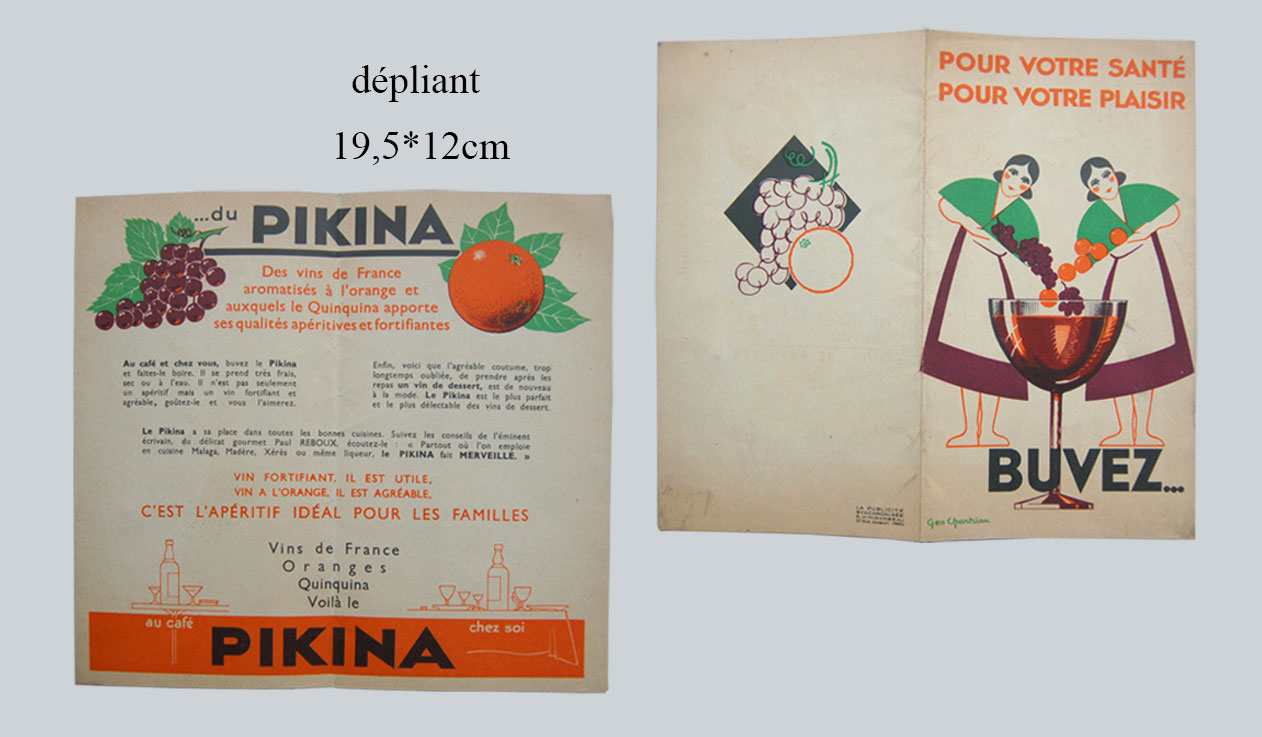 dépliant
19,5*12cm
...du PIKINA
Des vins de France
aromatisés à l'orange et
auxquels le Quinquina apporte
ses qualités apéritives et fortifiantes
Au café et chez vous, buvez le Pikina
et faites-le boire. Il se prend très frais,
sec ou à l'eau. Il n'est pas seulement
un apéritif mais un vin fortifiant et
agréable, goûtez-le et vous l'aimerez.
Enfin, voici que l'agréable coutume, trop
longtemps oubliée, de prendre après les
repas un vin de dessert, est de nouveau
à la mode. Le Pikina est le plus parfait
et le plus délectable des vins de dessert.
Le Pikina a sa place dans toutes les bonnes cuisines. Suivez les conseils de l'éminent
écrivain, du délicat gourmet Paul REBOUX, écoutez-le : « Partout où l'on emploie
en cuisine Malaga, Madère, Xérès ou même liqueur, le PIKINA fait MERVEILLE. »
VIN FORTIFIANT, IL EST UTILE,
VIN A L'ORANGE, IL EST AGRÉABLE,
C'EST L'APÉRITIF IDÉAL POUR LES FAMILLES
Vins de France
Oranges
Quinquina
Voilà le
au café
PIKINA
chez soi
POUR VOTRE SANTÉ
POUR VOTRE PLAISIR
BUVEZ...
Geo Chantriau
LA PUBLICITÉ
SYNCHRONISÉE